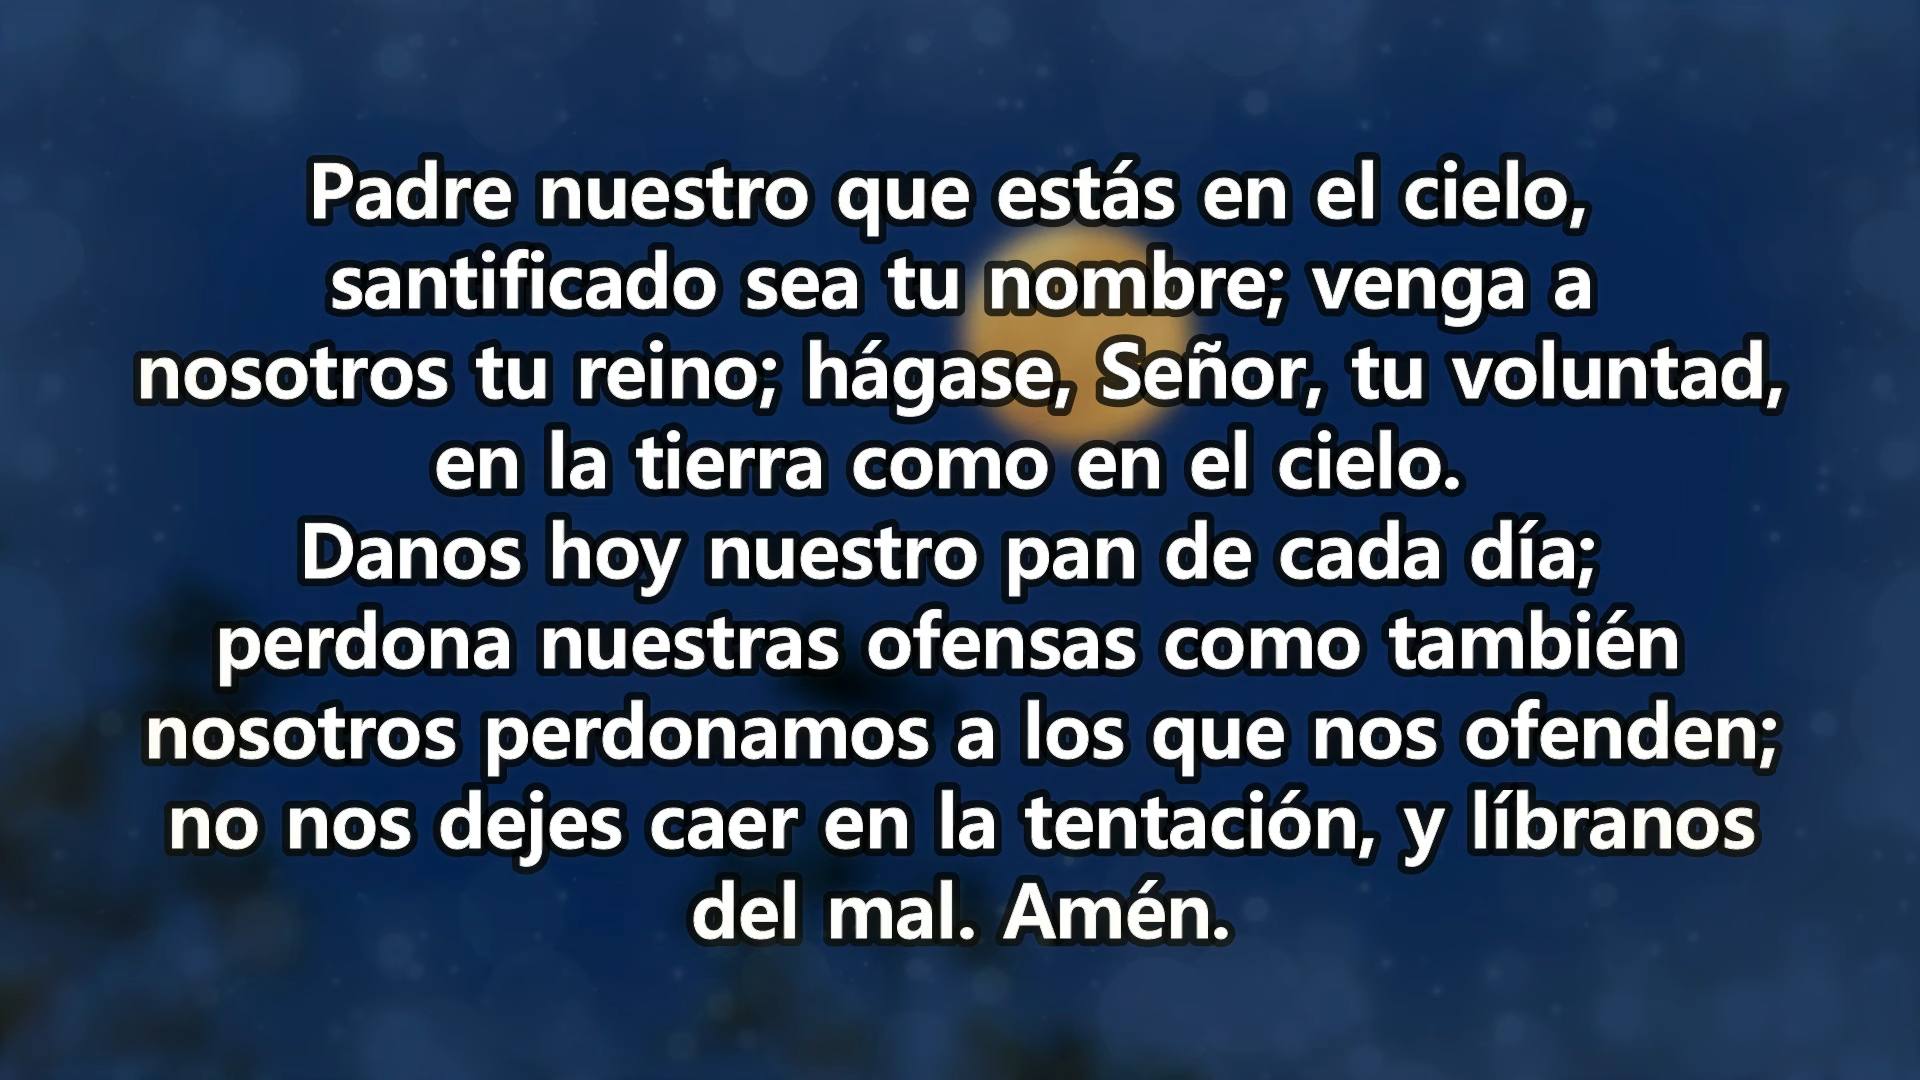 Padre nuestro que estás en el cielo,
santificado sea tu nombre; venga a
nosotros tu reino; hágase, Señor, tu voluntad,
en la tierra como en el cielo.
Danos hoy nuestro pan de cada día;
perdona nuestras ofensas como también
nosotros perdonamos a los que nos ofenden;
no nos dejes caer en la tentación, y líbranos
del mal. Amén.